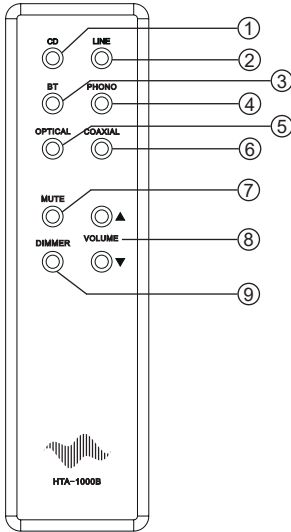 CD LINE ①
②
BT PHONO ③
④
OPTICAL COAXIAL ⑤
⑥
MUTE ▲ ⑦
DIMMER VOLUME ⑧
▼
⑨
HTA-1000B